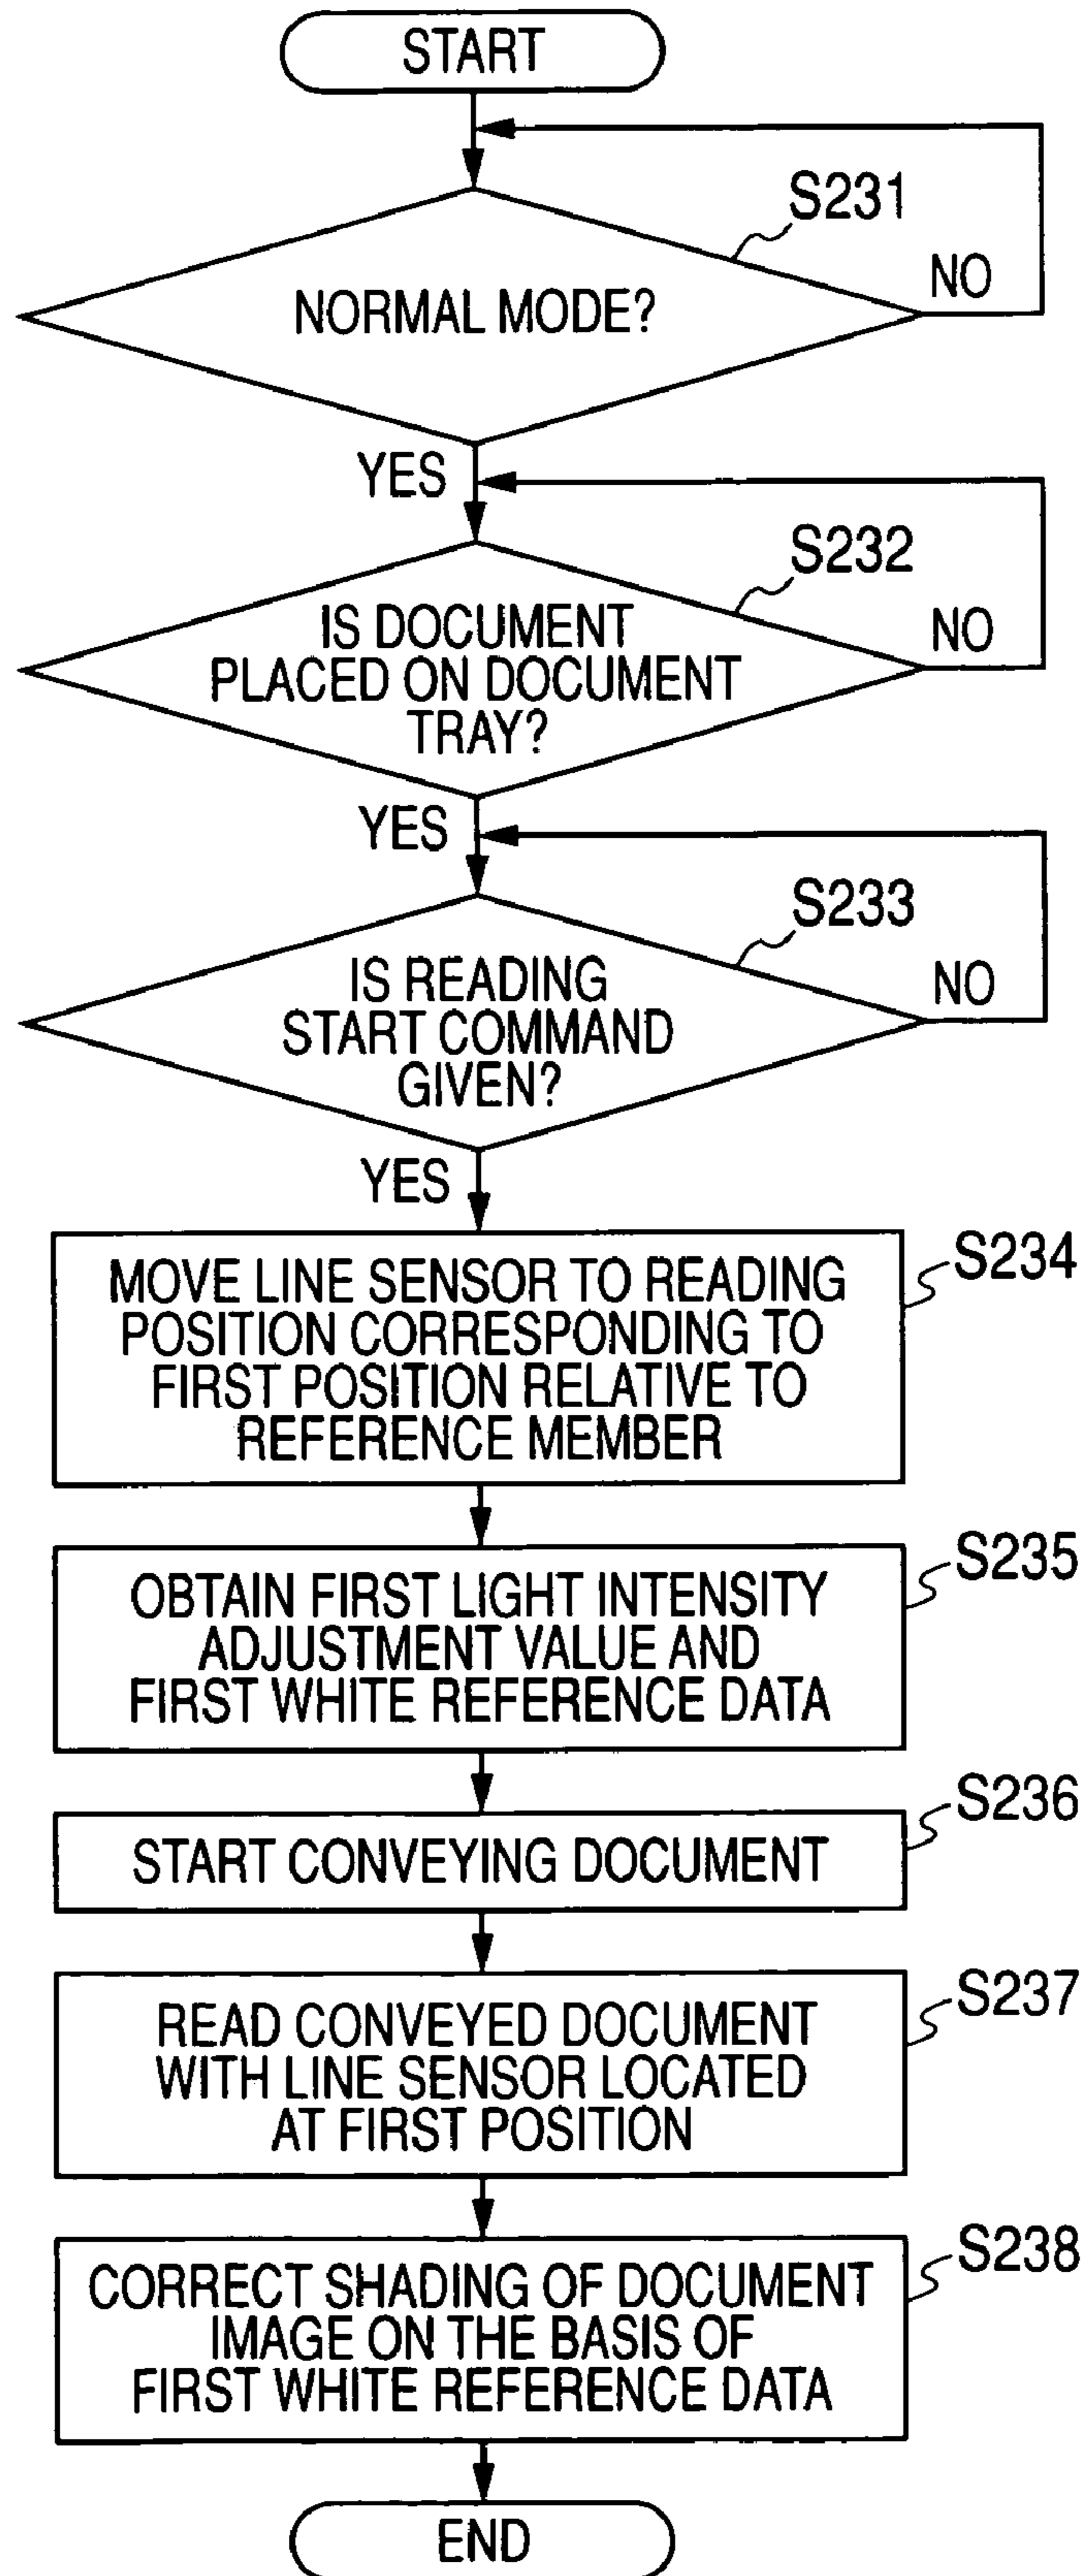 START
S231
NORMAL MODE?
NO
YES
S232
IS DOCUMENT
PLACED ON DOCUMENT
TRAY?
NO
YES
S233
IS READING
START COMMAND
GIVEN?
NO
YES
S234
MOVE LINE SENSOR TO READING
POSITION CORRESPONDING TO
FIRST POSITION RELATIVE TO
REFERENCE MEMBER
S235
OBTAIN FIRST LIGHT INTENSITY
ADJUSTMENT VALUE AND
FIRST WHITE REFERENCE DATA
S236
START CONVEYING DOCUMENT
S237
READ CONVEYED DOCUMENT
WITH LINE SENSOR LOCATED
AT FIRST POSITION
S238
CORRECT SHADING OF DOCUMENT
IMAGE ON THE BASIS OF
FIRST WHITE REFERENCE DATA
END